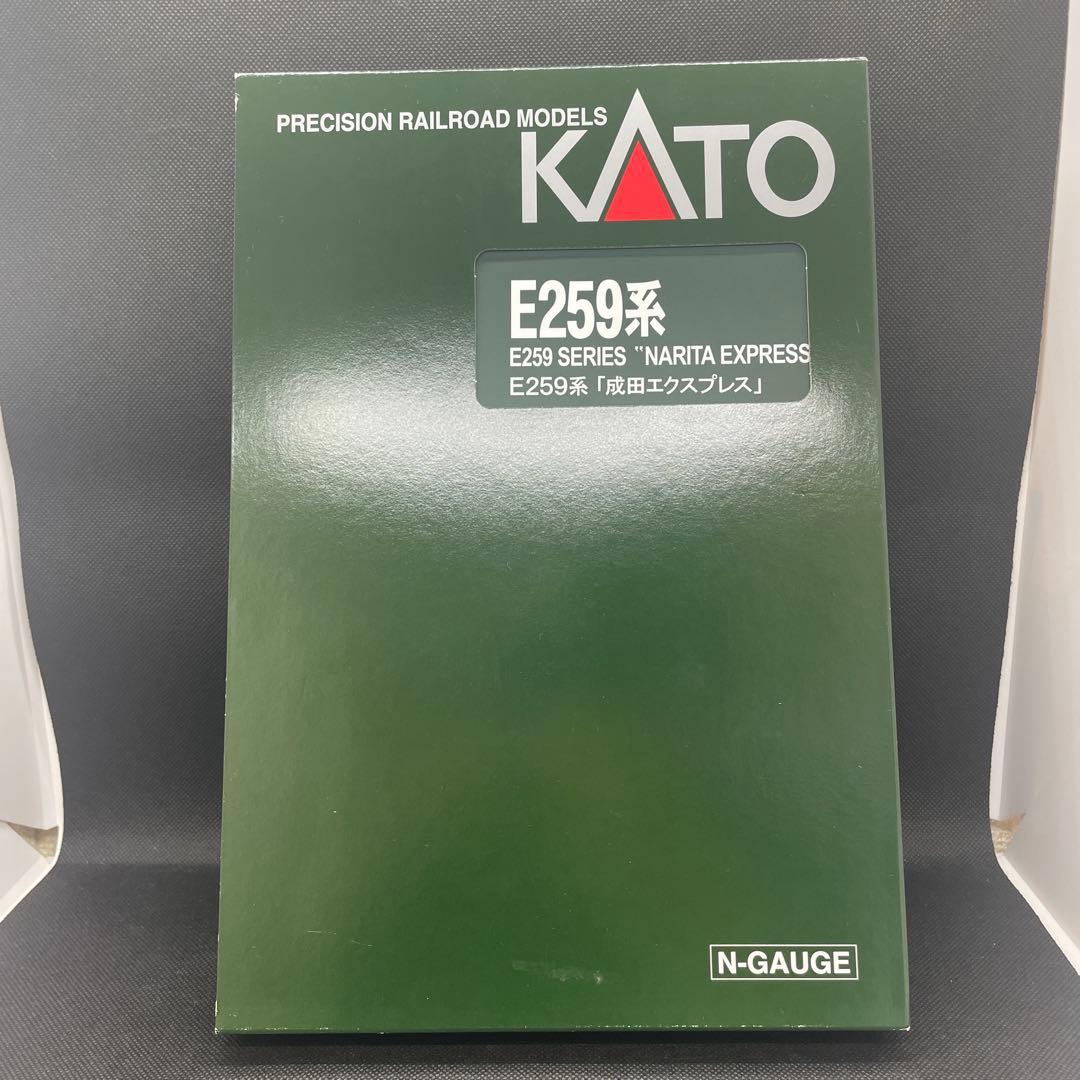 PRECISION RAILROAD MODELS
KATO
E259系
E259 SERIES "NARITA EXPRESS
E259系「成田エクスプレス」
N-GAUGE